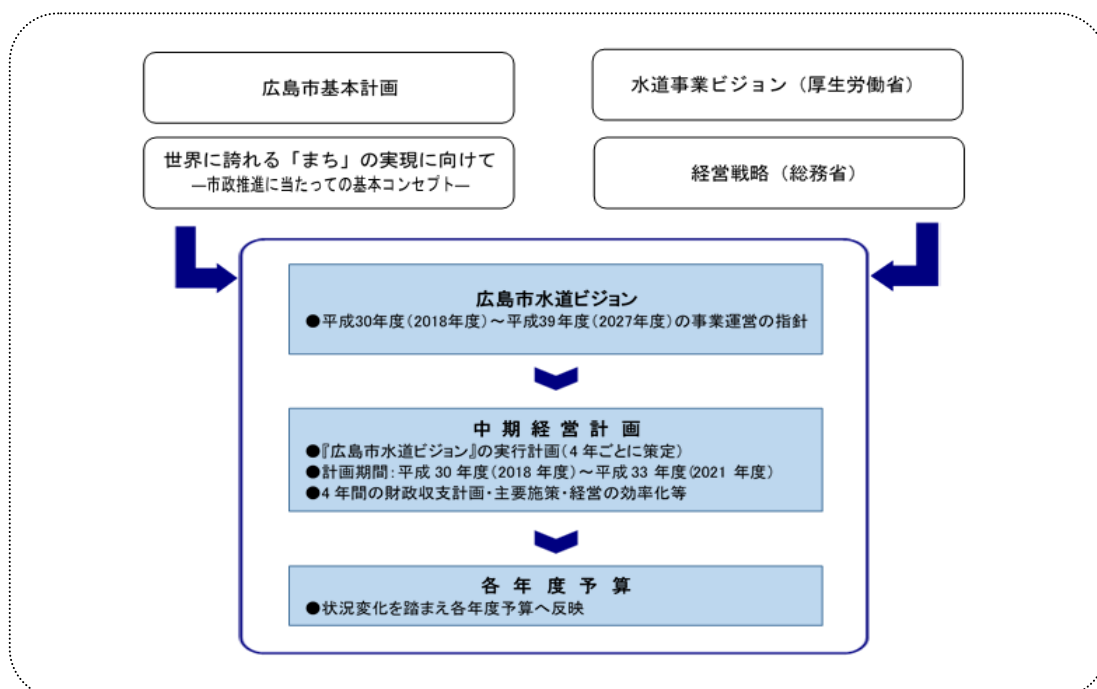 広島市基本計画
水道事業ビジョン（厚生労働省）
世界に誇れる「まち」の実現に向けて
―市政推進に当たっての基本コンセプト―
経営戦略（総務省）
広島市水道ビジョン
●平成30年度（2018年度）～平成39年度（2027年度）の事業運営の指針
中期経営計画
●『広島市水道ビジョン』の実行計画（4年ごとに策定）
●計画期間：平成 30 年度（2018 年度）～平成 33 年度（2021 年度）
●4 年間の財政収支計画・主要施策・経営の効率化等
各年度予算
●状況変化を踏まえ各年度予算へ反映